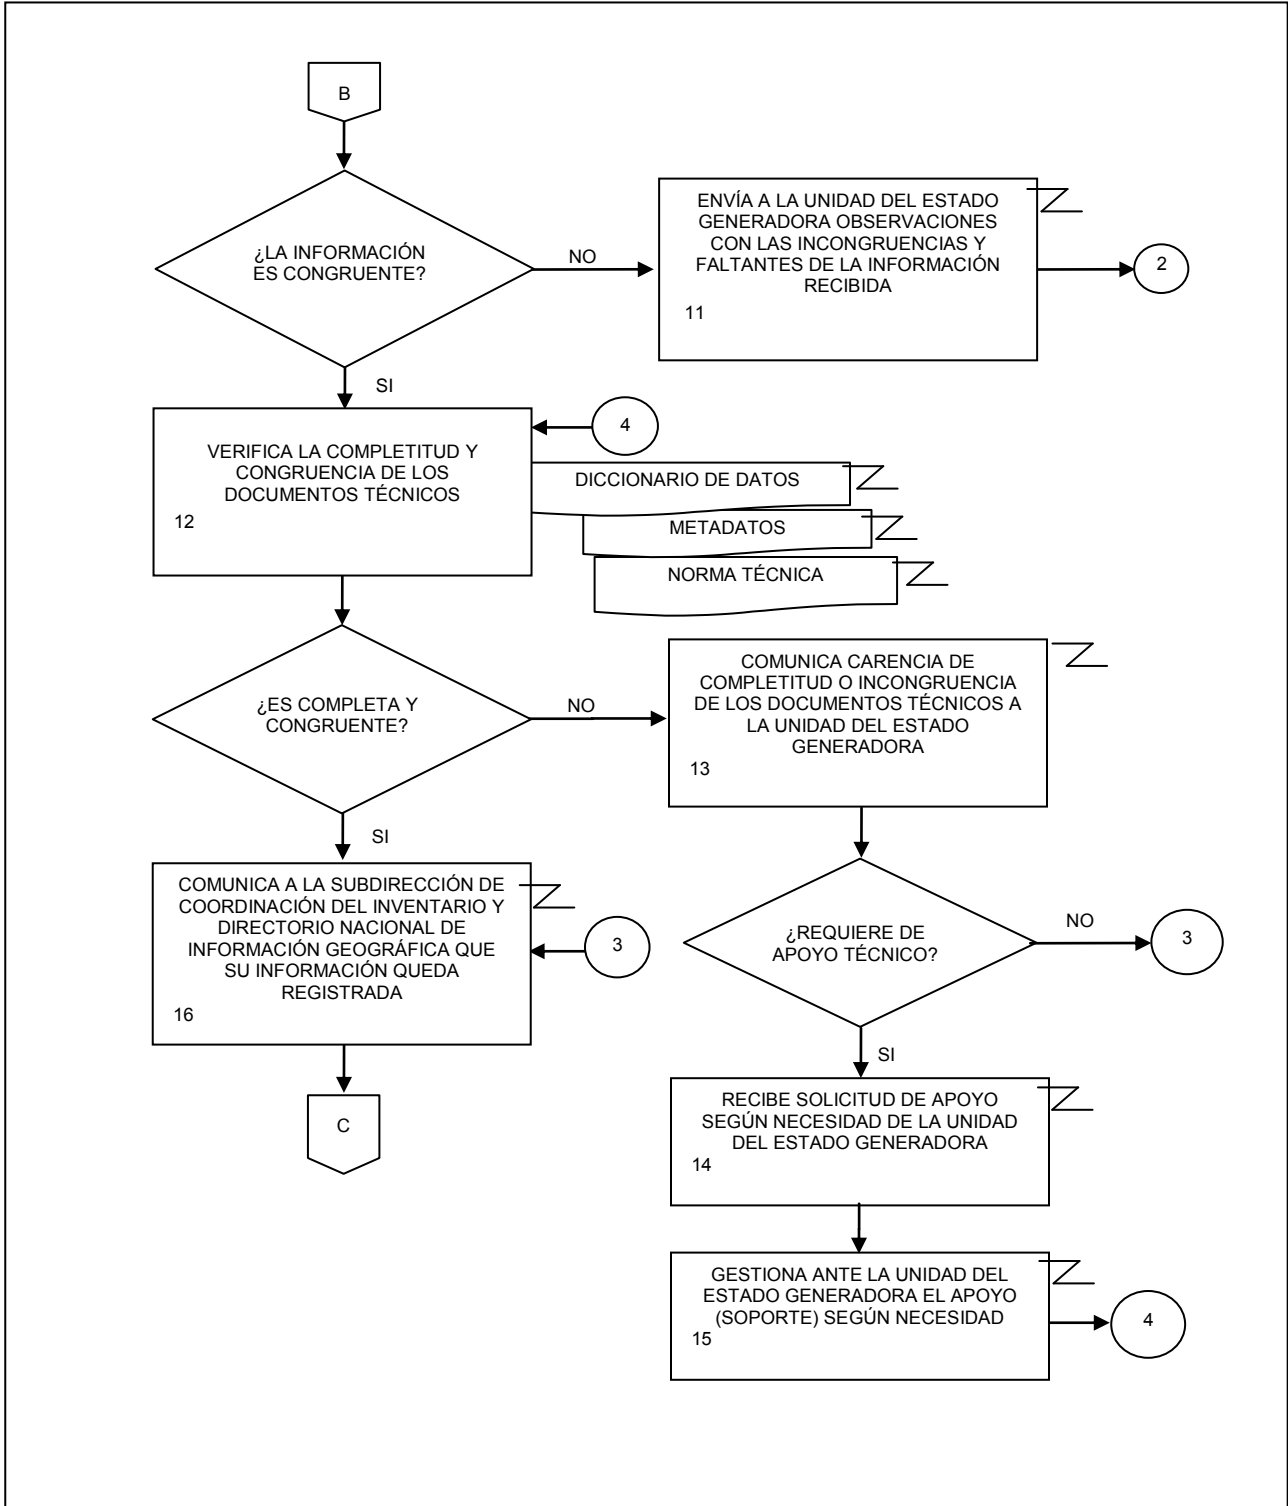 B
¿LA INFORMACIÓN
ES CONGRUENTE?
NO
ENVÍA A LA UNIDAD DEL ESTADO
GENERADORA OBSERVACIONES
CON LAS INCONGRUENCIAS Y
FALTANTES DE LA INFORMACIÓN
RECIBIDA
11
2
SI
VERIFICA LA COMPLETITUD Y
CONGRUENCIA DE LOS
DOCUMENTOS TÉCNICOS
12
4
DICCIONARIO DE DATOS
METADATOS
NORMA TÉCNICA
¿ES COMPLETA Y
CONGRUENTE?
NO
COMUNICA CARENCIA DE
COMPLETITUD O INCONGRUENCIA
DE LOS DOCUMENTOS TÉCNICOS A
LA UNIDAD DEL ESTADO
GENERADORA
13
SI
COMUNICA A LA SUBDIRECCIÓN DE
COORDINACIÓN DEL INVENTARIO Y
DIRECTORIO NACIONAL DE
INFORMACIÓN GEOGRÁFICA QUE
SU INFORMACIÓN QUEDA
REGISTRADA
16
3
¿REQUIERE DE
APOYO TÉCNICO?
NO
3
SI
C
RECIBE SOLICITUD DE APOYO
SEGÚN NECESIDAD DE LA UNIDAD
DEL ESTADO GENERADORA
14
GESTIONA ANTE LA UNIDAD DEL
ESTADO GENERADORA EL APOYO
(SOPORTE) SEGÚN NECESIDAD
15
4